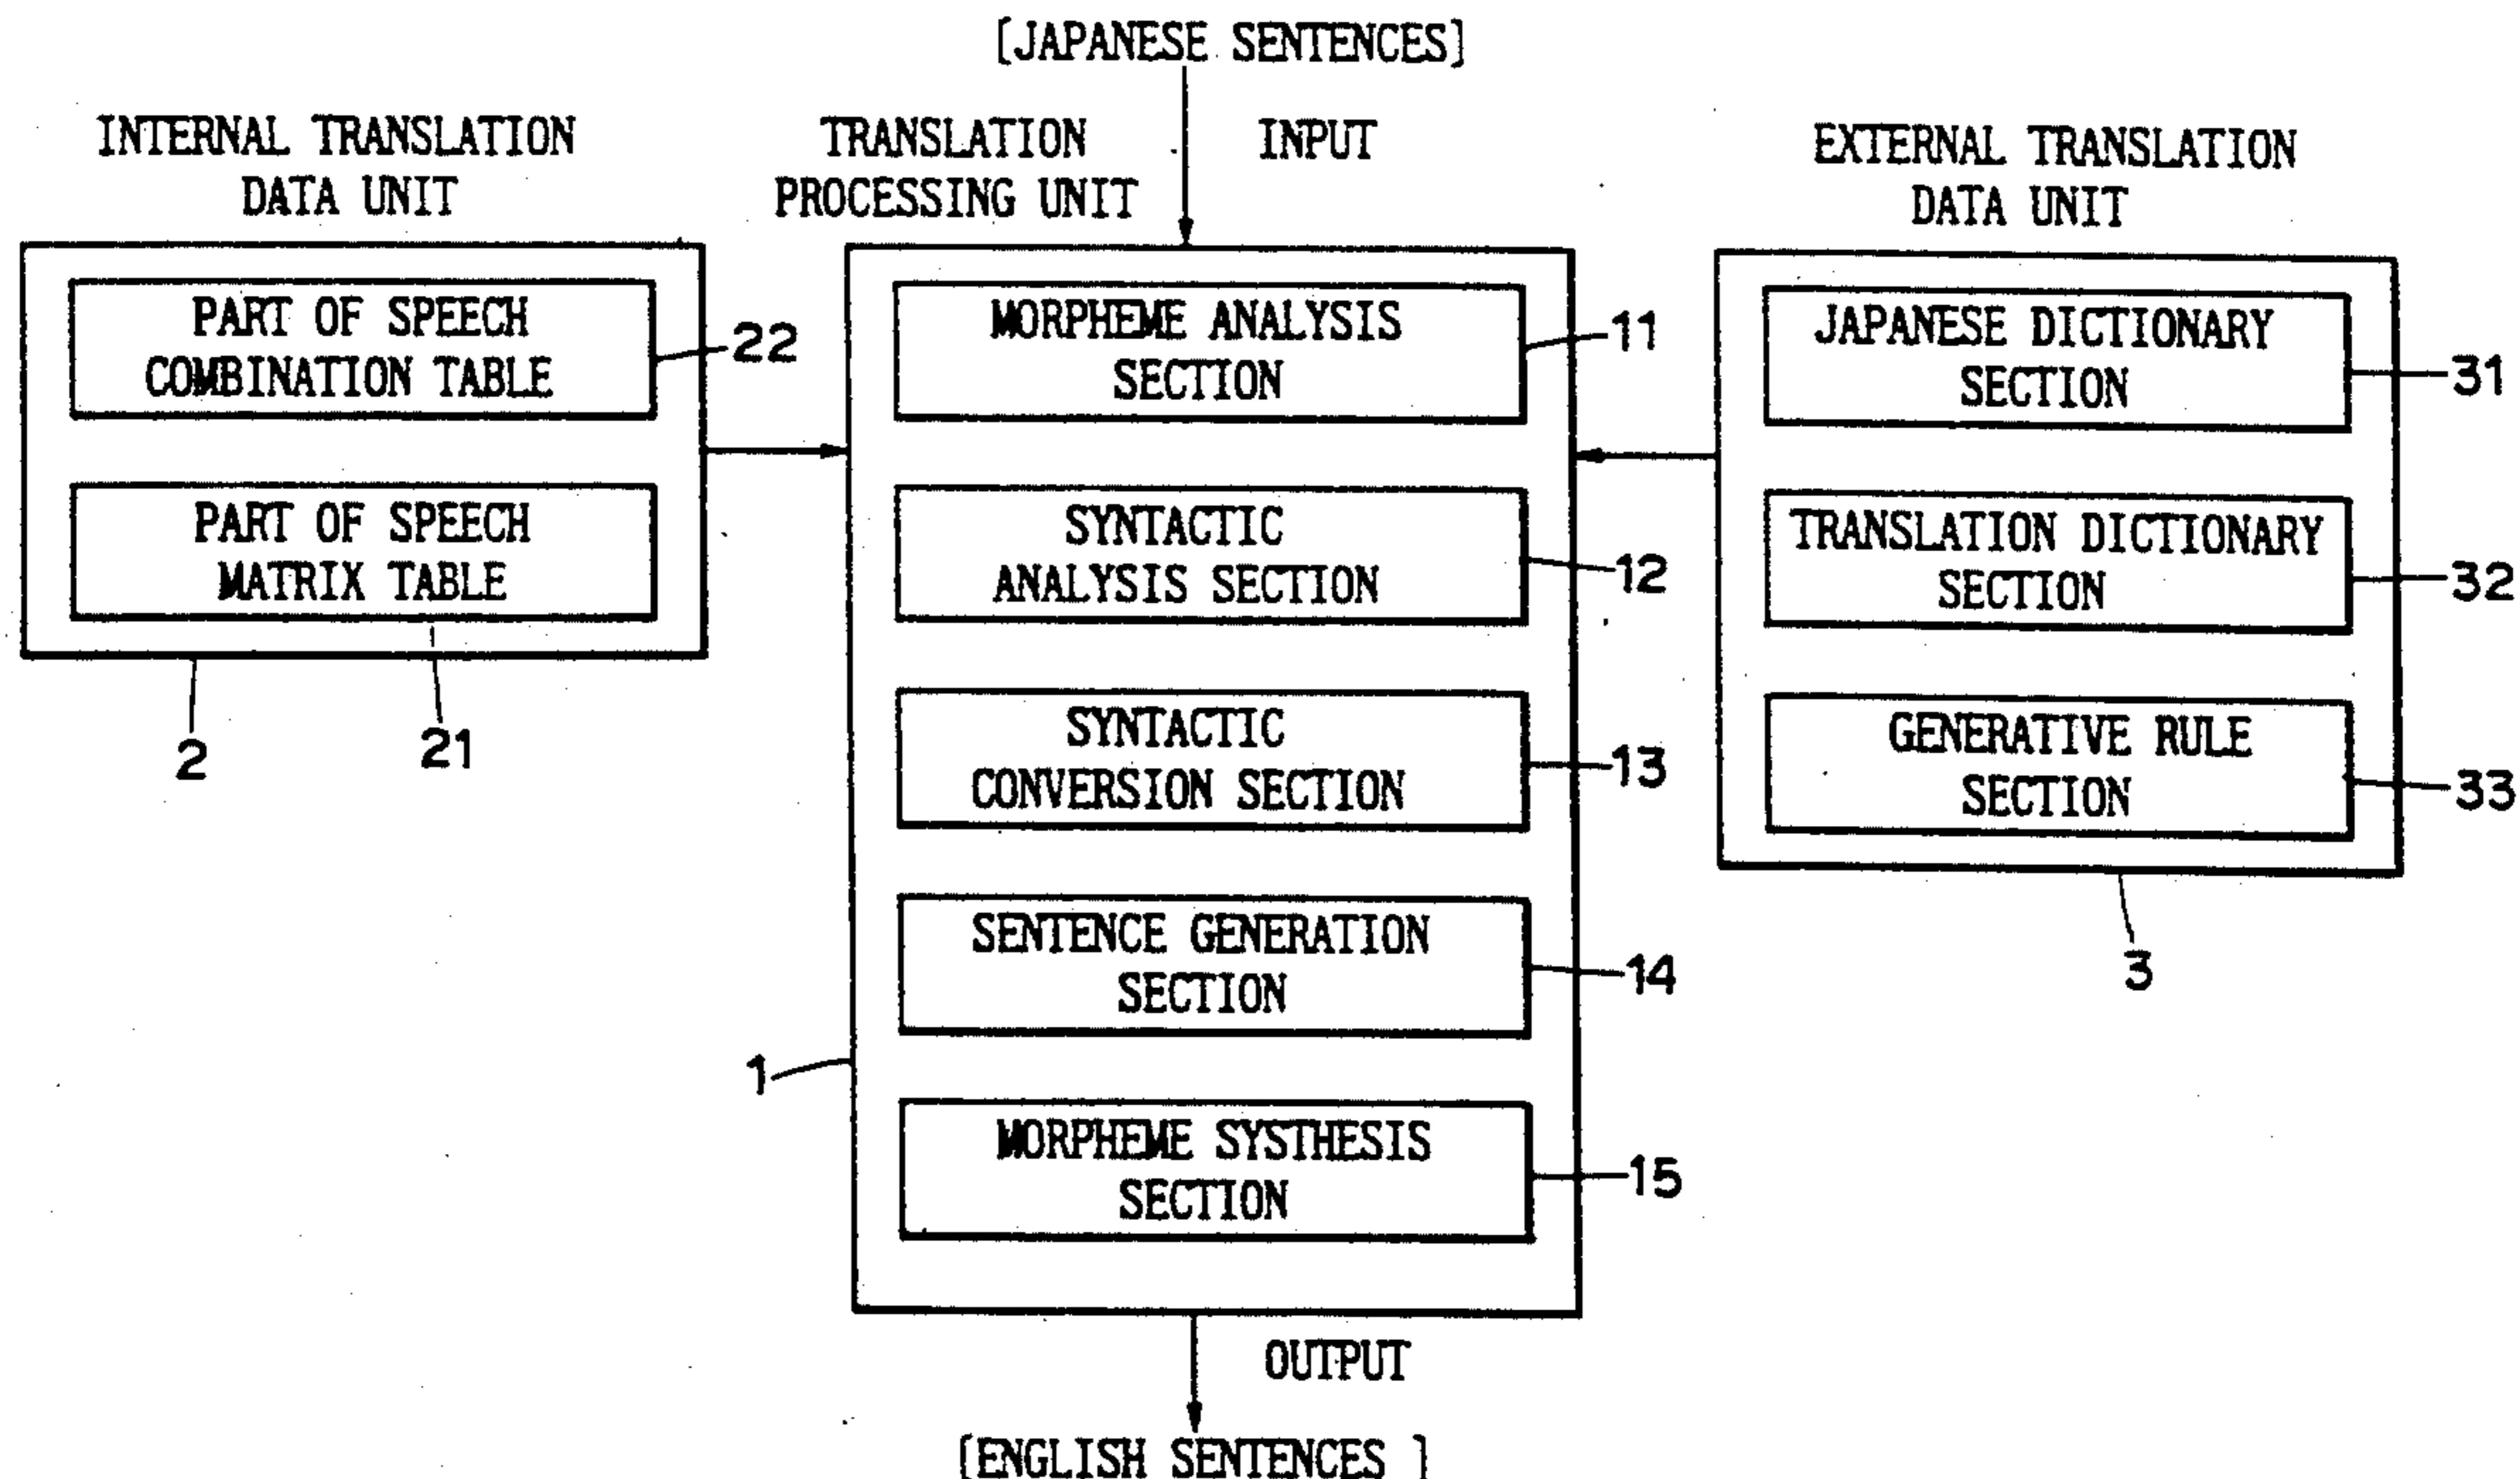 [JAPANESE SENTENCES]
INPUT
INTERNAL TRANSLATION
DATA UNIT
PART OF SPEECH
COMBINATION TABLE
22
PART OF SPEECH
MATRIX TABLE
2
21
TRANSLATION
PROCESSING UNIT
MORPHEME ANALYSIS
SECTION
11
SYNTACTIC
ANALYSIS SECTION
12
SYNTACTIC
CONVERSION SECTION
13
SENTENCE GENERATION
SECTION
14
1
MORPHEME SYSTHESIS
SECTION
15
EXTERNAL TRANSLATION
DATA UNIT
JAPANESE DICTIONARY
SECTION
31
TRANSLATION DICTIONARY
SECTION
32
GENERATIVE RULE
SECTION
33
3
OUTPUT
[ENGLISH SENTENCES ]